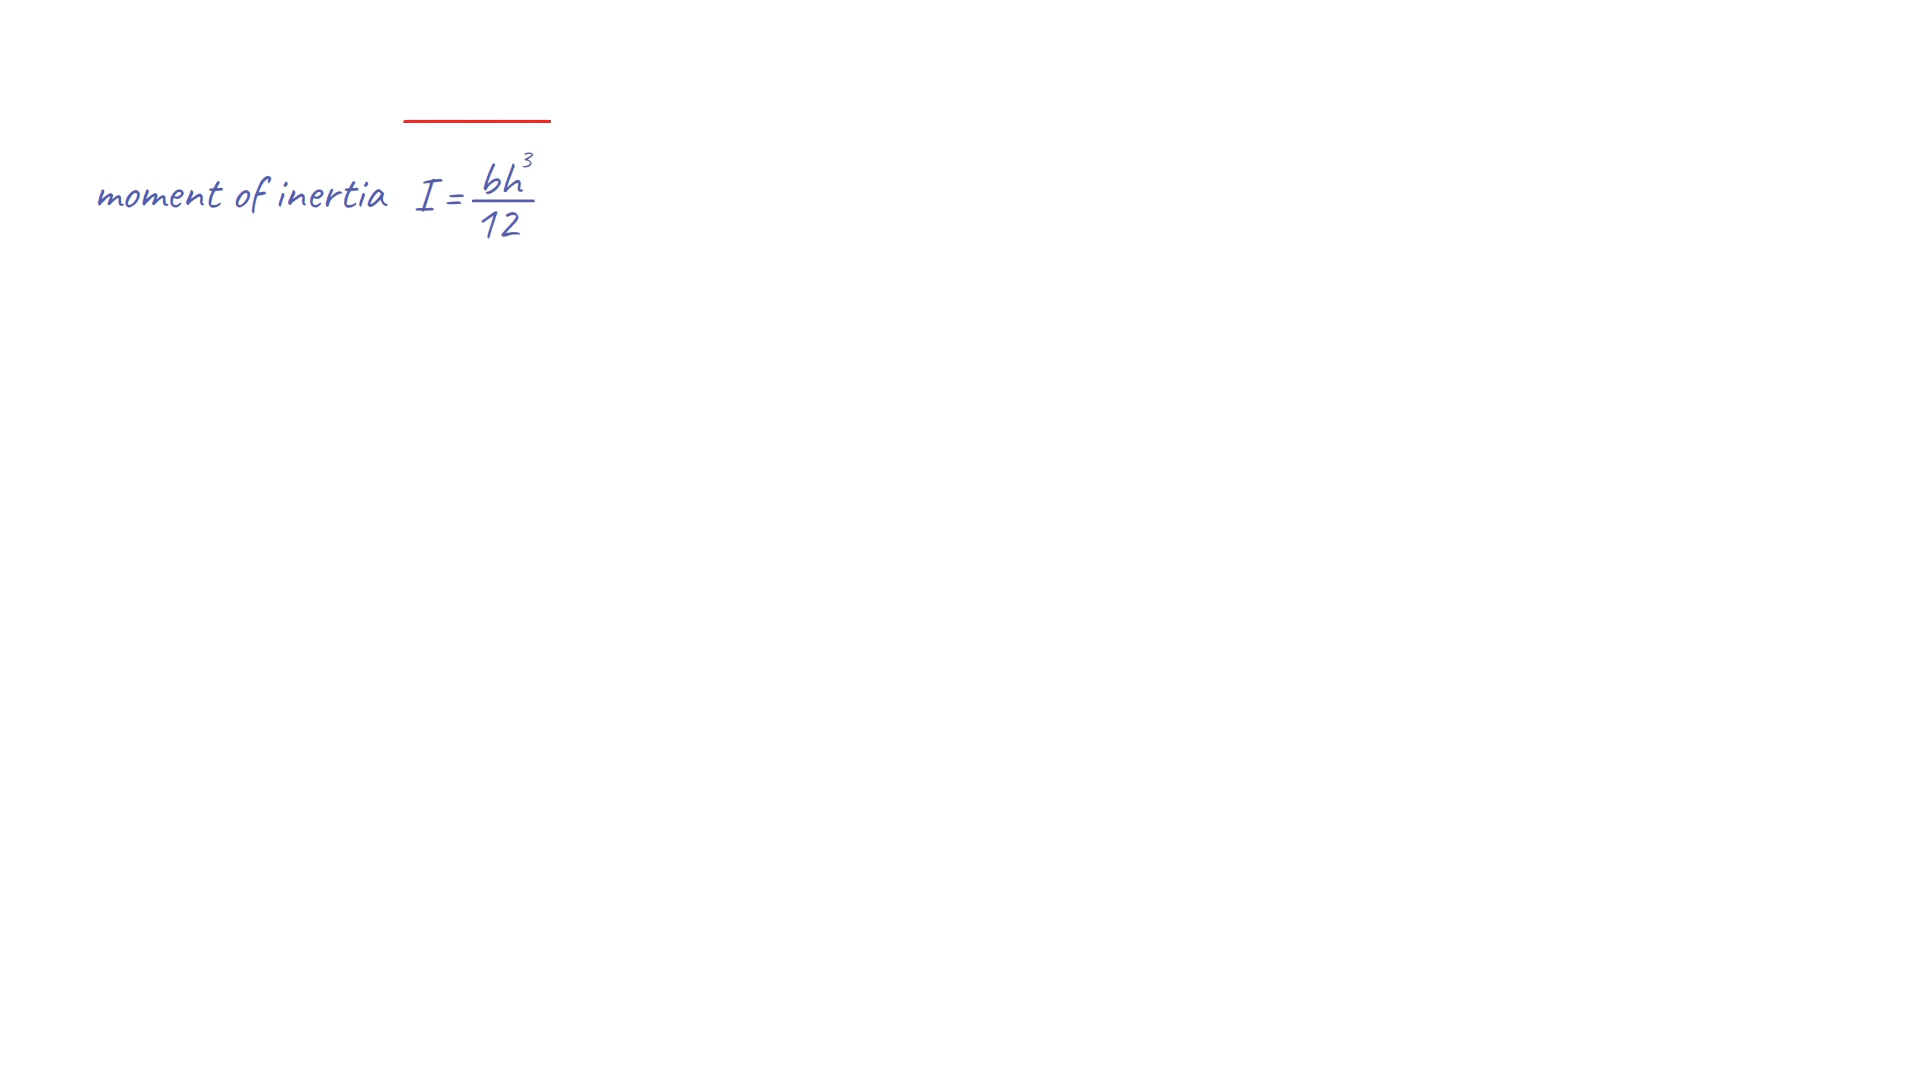 moment of inertia I = bh³/12